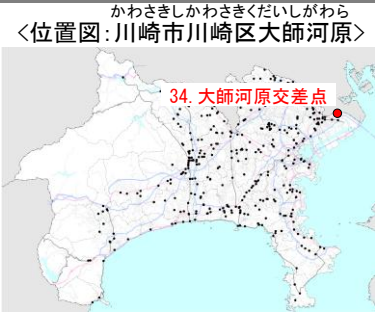 かわさきしかわさきくだいしがわら
<位置図:川崎市川崎区大師河原>
34. 大師河原交差点